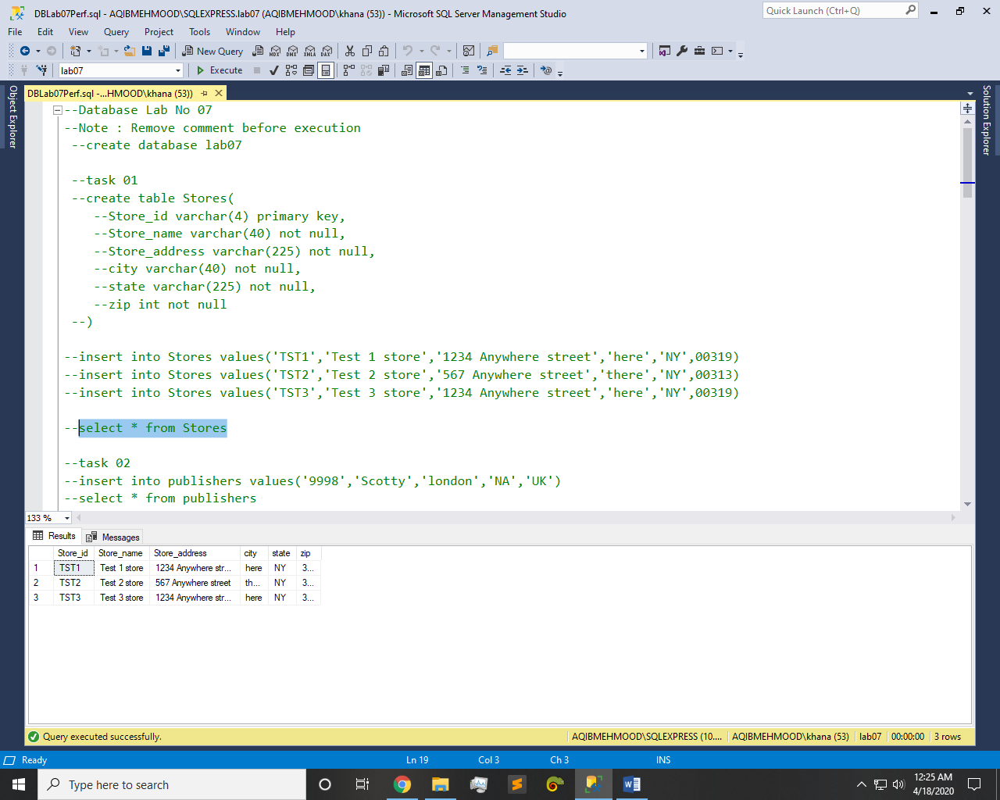 DBLab07Perf.sql - AQIBMEHMOOD\SQLEXPRESS.lab07 (AQIBMEHMOOD\khana (53)) - Microsoft SQL Server Management Studio
Quick Launch (Ctrl+Q)
File Edit View Query Project Tools Window Help
New Query MDX DMX XMLA DAX
lab07 Execute
DBLab07Perf.sql -...HMOOD\khana (53))
Object Explorer
Solution Explorer
--Database Lab No 07
--Note : Remove comment before execution
--create database lab07
--task 01
--create table Stores(
--Store_id varchar(4) primary key,
--Store_name varchar(40) not null,
--Store_address varchar(225) not null,
--city varchar(40) not null,
--state varchar(225) not null,
--zip int not null
--)
--insert into Stores values('TST1','Test 1 store','1234 Anywhere street','here','NY',00319)
--insert into Stores values('TST2','Test 2 store','567 Anywhere street','there','NY',00313)
--insert into Stores values('TST3','Test 3 store','1234 Anywhere street','here','NY',00319)
--select * from Stores
--task 02
--insert into publishers values('9998','Scotty','london','NA','UK')
--select * from publishers
133 %
Results Messages
Store_id Store_name Store_address city state zip
1 TST1 Test 1 store 1234 Anywhere str... here NY 3...
2 TST2 Test 2 store 567 Anywhere street th... NY 3...
3 TST3 Test 3 store 1234 Anywhere str... here NY 3...
Query executed successfully. AQIBMEHMOOD\SQLEXPRESS (10.... AQIBMEHMOOD\khana (53) lab07 00:00:00 3 rows
Ready Ln 19 Col 3 Ch 3 INS
Type here to search
12:25 AM
4/18/2020